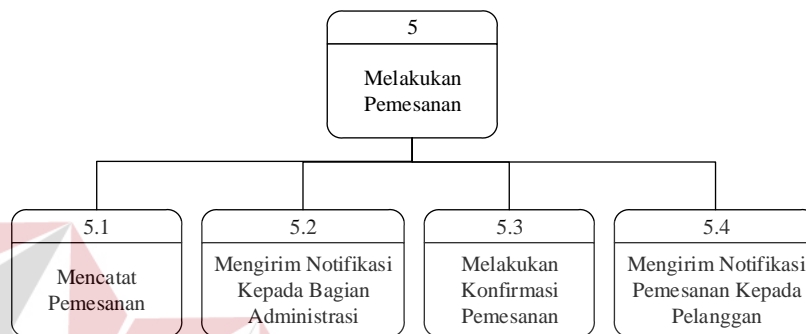 5
Melakukan
Pemesanan
5.1
Mencatat
Pemesanan
5.2
Mengirim Notifikasi
Kepada Bagian
Administrasi
5.3
Melakukan
Konfirmasi
Pemesanan
5.4
Mengirim Notifikasi
Pemesanan Kepada
Pelanggan